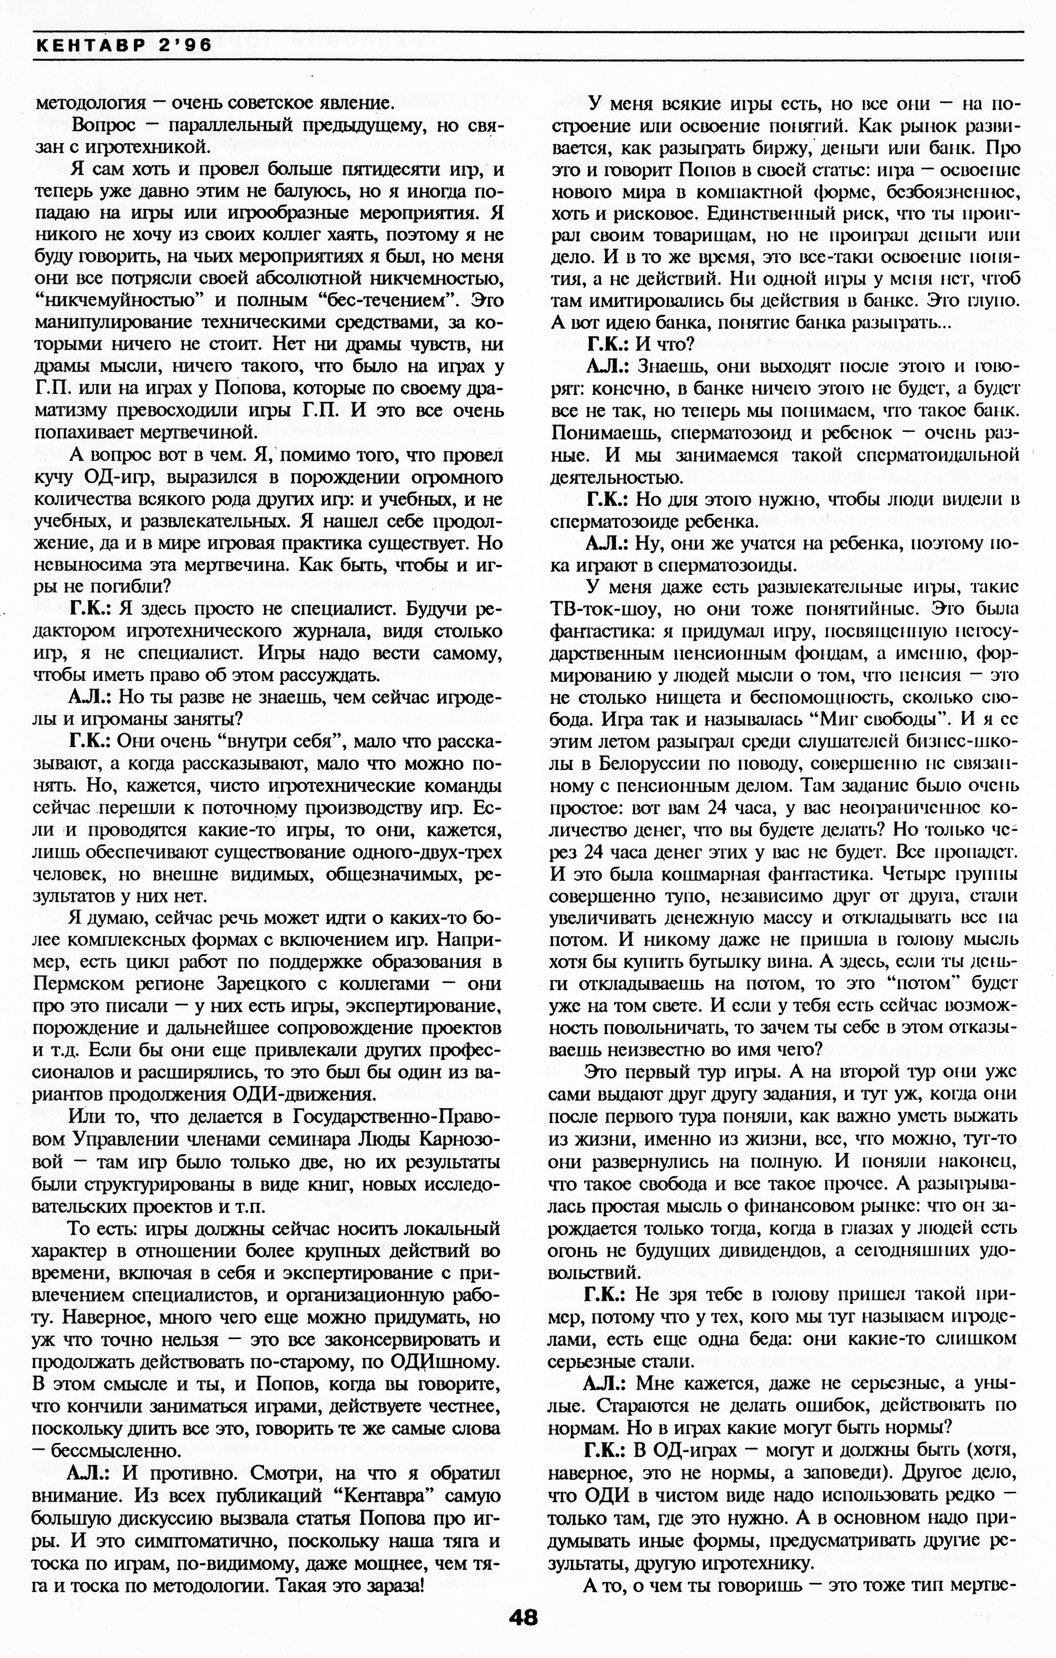 КЕНТАВР 2’96
методология — очень советское явление.
Вопрос — параллельный предыдущему, но свя-
зан с игротехникой.
Я сам хоть и провел больше пятидесяти игр, и
теперь уже давно этим не балуюсь, но я иногда по-
падаю на игры или игрообразные мероприятия. Я
никого не хочу из своих коллег хаять, поэтому я не
буду говорить, на чьих мероприятиях я был, но меня
они все потрясли своей абсолютной никчемностью,
“никчемуйностью” и полным “бес-течением”. Это
манипулирование техническими средствами, за ко-
торыми ничего не стоит. Нет ни драмы чувств, ни
драмы мысли, ничего такого, что было на играх у
Г.П. или на играх у Попова, которые по своему дра-
матизму превосходили игры Г.П. И это все очень
попахивает мертвечиной.
А вопрос вот в чем. Я, помимо того, что провел
кучу ОД-игр, выразился в порождении огромного
количества всякого рода других игр: и учебных, и не
учебных, и развлекательных. Я нашел себе продол-
жение, да и в мире игровая практика существует. Но
невыносима эта мертвечина. Как быть, чтобы и иг-
ры не погибли?
Г.К.: Я здесь просто не специалист. Будучи ре-
дактором игротехнического журнала, видя столько
игр, я не специалист. Игры надо вести самому,
чтобы иметь право об этом рассуждать.
А.Л.: Но ты разве не знаешь, чем сейчас игроде-
лы и игроманы заняты?
Г.К.: Они очень “внутри себя”, мало что расска-
зывают, а когда рассказывают, мало что можно по-
нять. Но, кажется, чисто игротехнические команды
сейчас перешли к поточному производству игр. Ес-
ли и проводятся какие-то игры, то они, кажется,
лишь обеспечивают существование одного-двух-трех
человек, но внешне видимых, общезначимых, ре-
зультатов у них нет.
Я думаю, сейчас речь может идти о каких-то бо-
лее комплексных формах с включением игр. Напри-
мер, есть цикл работ по поддержке образования в
Пермском регионе Зарецкого с коллегами — они
про это писали — у них есть игры, экспертирование,
порождение и дальнейшее сопровождение проектов
и т.д. Если бы они еще привлекали других профес-
сионалов и расширялись, то это был бы один из ва-
риантов продолжения ОДИ-движения.
Или то, что делается в Государственно-Право-
вом Управлении членами семинара Люды Карнозо-
вой — там игр было только две, но их результаты
были структурированы в виде книг, новых исследо-
вательских проектов и т.п.
То есть: игры должны сейчас носить локальный
характер в отношении более крупных действий во
времени, включая в себя и экспертирование с при-
влечением специалистов, и организационную рабо-
ту. Наверное, много чего еще можно придумать, но
уж что точно нельзя — это все законсервировать и
продолжать действовать по-старому, по ОДИшному.
В этом смысле и ты, и Попов, когда вы говорите,
что кончили заниматься играми, действуете честнее,
поскольку длить все это, говорить те же самые слова
— бессмысленно.
А.Л.: И противно. Смотри, на что я обратил
внимание. Из всех публикаций “Кентавра” самую
большую дискуссию вызвала статья Попова про иг-
ры. И это симптоматично, поскольку наша тяга и
тоска по играм, по-видимому, даже мощнее, чем тя-
га и тоска по методологии. Такая это зараза!
У меня всякие игры есть, но все они — на по-
строение или освоение понятий. Как рынок разви-
вается, как разыграть биржу, деньги или банк. Про
это и говорит Попов в своей статье: игра — освоение
нового мира в компактной форме, безбоязненное,
хоть и рисковое. Единственный риск, что ты проиг-
рал своим товарищам, но не проиграл деньги или
дело. И в то же время, это все-таки освоение поня-
тия, а не действий. Ни одной игры у меня нет, чтоб
там имитировались бы действия в банке. Это глупо.
А вот идею банка, понятие банка разыграть...
Г.К.: И что?
А.Л.: Знаешь, они выходят после этого и гово-
рят: конечно, в банке ничего этого не будет, а будет
все не так, но теперь мы понимаем, что такое банк.
Понимаешь, сперматозоид и ребенок — очень раз-
ные. И мы занимаемся такой сперматоидальной
деятельностью.
Г.К.: Но для этого нужно, чтобы люди видели в
сперматозоиде ребенка.
А.Л.: Ну, они же учатся на ребенка, поэтому по-
ка играют в сперматозоиды.
У меня даже есть развлекательные игры, такие
ТВ-ток-шоу, но они тоже понятийные. Это была
фантастика: я придумал игру, посвященную негосу-
дарственным пенсионным фондам, а именно, фор-
мированию у людей мысли о том, что пенсия — это
не столько нищета и беспомощность, сколько сво-
бода. Игра так и называлась “Миг свободы”. И я ее
этим летом разыграл среди слушателей бизнес-шко-
лы в Белоруссии по поводу, совершенно не связан-
ному с пенсионным делом. Там задание было очень
простое: вот вам 24 часа, у вас неограниченное ко-
личество денег, что вы будете делать? Но только че-
рез 24 часа денег этих у вас не будет. Все пропадет.
И это была кошмарная фантастика. Четыре группы
совершенно тупо, независимо друг от друга, стали
увеличивать денежную массу и откладывать все на
потом. И никому даже не пришла в голову мысль
хотя бы купить бутылку вина. А здесь, если ты день-
ги откладываешь на потом, то это “потом” будет
уже на том свете. И если у тебя есть сейчас возмож-
ность повольничать, то зачем ты себе в этом отказы-
ваешь неизвестно во имя чего?
Это первый тур игры. А на второй тур они уже
сами выдают друг другу задания, и тут уж, когда они
после первого тура поняли, как важно уметь выжать
из жизни, именно из жизни, все, что можно, тут-то
они развернулись на полную. И поняли наконец,
что такое свобода и все такое прочее. А разыгрыва-
лась простая мысль о финансовом рынке: что он за-
рождается только тогда, когда в глазах у людей есть
огонь не будущих дивидендов, а сегодняшних удо-
вольствий.
Г.К.: Не зря тебе в голову пришел такой при-
мер, потому что у тех, кого мы тут называем игроде-
лами, есть еще одна беда: они какие-то слишком
серьезные стали.
А.Л.: Мне кажется, даже не серьезные, а уны-
лые. Стараются не делать ошибок, действовать по
нормам. Но в играх какие могут быть нормы?
Г.К.: В ОД-играх — могут и должны быть (хотя,
наверное, это не нормы, а заповеди). Другое дело,
что ОДИ в чистом виде надо использовать редко —
только там, где это нужно. А в основном надо при-
думывать иные формы, предусматривать другие ре-
зультаты, другую игротехнику.
А то, о чем ты говоришь — это тоже тип мертве-
48